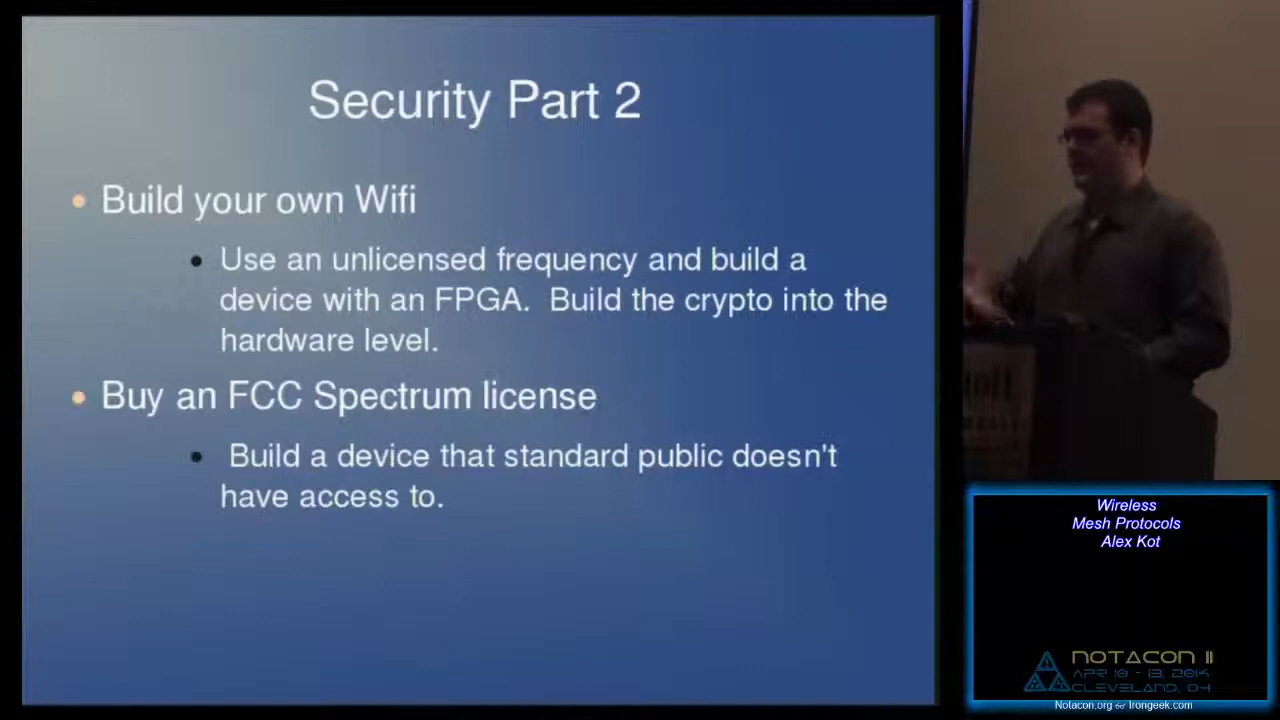 Security Part 2
Build your own Wifi
Use an unlicensed frequency and build a
device with an FPGA. Build the crypto into the
hardware level.
Buy an FCC Spectrum license
Build a device that standard public doesn't
have access to.
Wireless
Mesh Protocols
Alex Kot
NOTACON 11
APR 10 - 13, 2014
CLEVELAND, OH
Notacon.org Irongeek.com